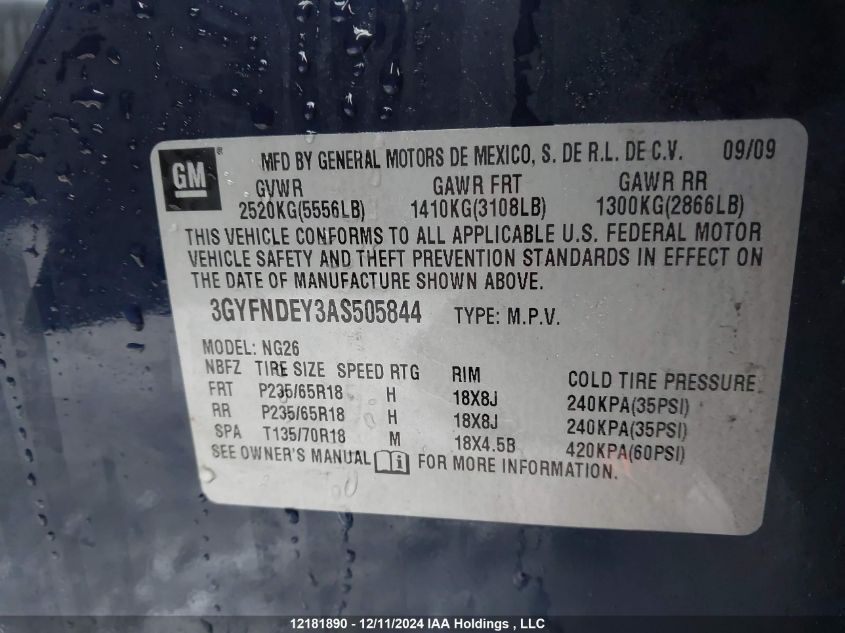 GM® MFD BY GENERAL MOTORS DE MEXICO, S. DE R.L. DE C.V. 09/09
GVWR GAWR FRT GAWR RR
2520KG(5556LB) 1410KG(3108LB) 1300KG(2866LB)
THIS VEHICLE CONFORMS TO ALL APPLICABLE U.S. FEDERAL MOTOR
VEHICLE SAFETY AND THEFT PREVENTION STANDARDS IN EFFECT ON
THE DATE OF MANUFACTURE SHOWN ABOVE.
3GYFNDEY3AS505844 TYPE: M.P.V.
MODEL: NG26
NBFZ TIRE SIZE SPEED RTG RIM COLD TIRE PRESSURE
FRT P235/65R18 H 18X8J 240KPA(35PSI)
RR P235/65R18 H 18X8J 240KPA(35PSI)
SPA T135/70R18 M 18X4.5B 420KPA(60PSI)
SEE OWNER'S MANUAL FOR MORE INFORMATION.
12181890 - 12/11/2024 IAA Holdings , LLC